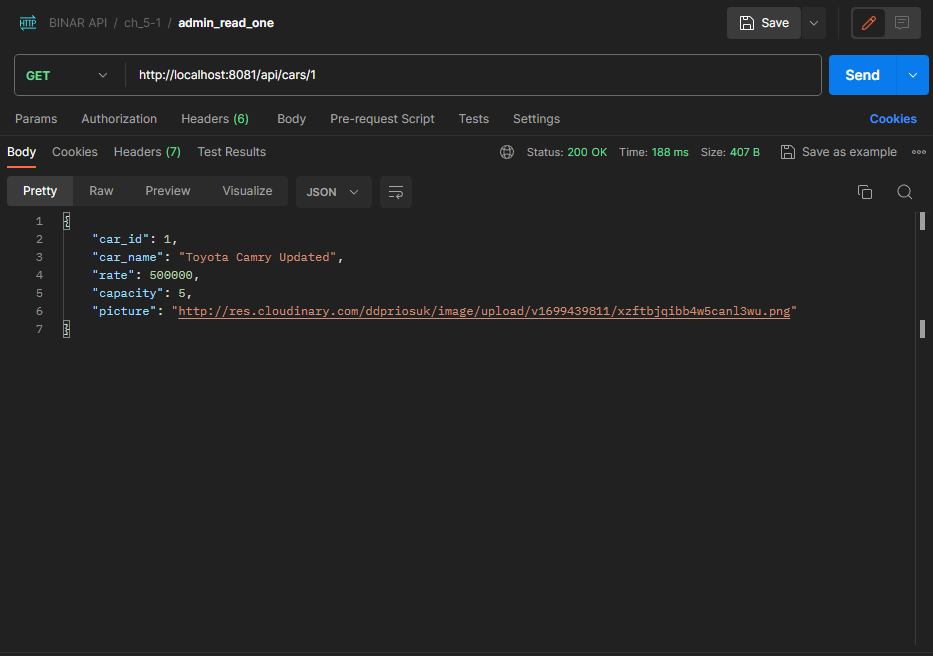 HTTP BINAR API / ch_5-1 / admin_read_one Save
GET http://localhost:8081/api/cars/1 Send
Params Authorization Headers (6) Body Pre-request Script Tests Settings Cookies
Body Cookies Headers (7) Test Results Status: 200 OK Time: 188 ms Size: 407 B Save as example
Pretty Raw Preview Visualize JSON
1 {
2 "car_id": 1,
3 "car_name": "Toyota Camry Updated",
4 "rate": 500000,
5 "capacity": 5,
6 "picture": "http://res.cloudinary.com/ddpriosuk/image/upload/v1699439811/xzftbjqibb4w5canl3wu.png"
7 }